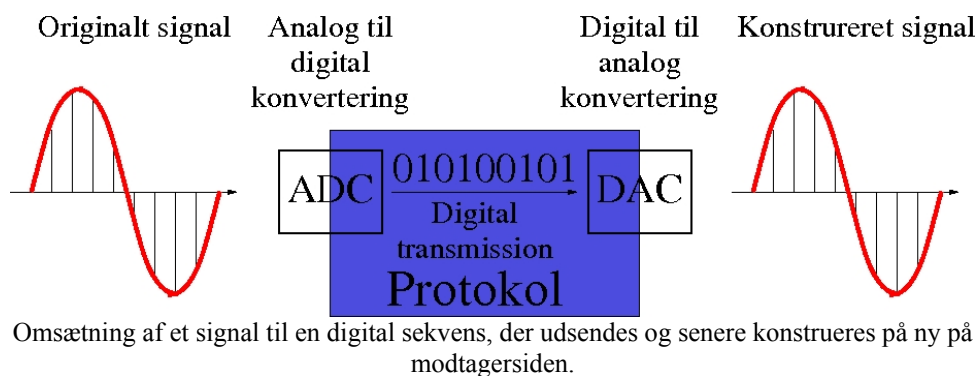 Originalt signal
Analog til
digital
konvertering
Digital til
analog
konvertering
Konstrureret signal
ADC
010100101
DAC
Digital
transmission
Protokol
Omsætning af et signal til en digital sekvens, der udsendes og senere konstrueres på ny på
modtagersiden.